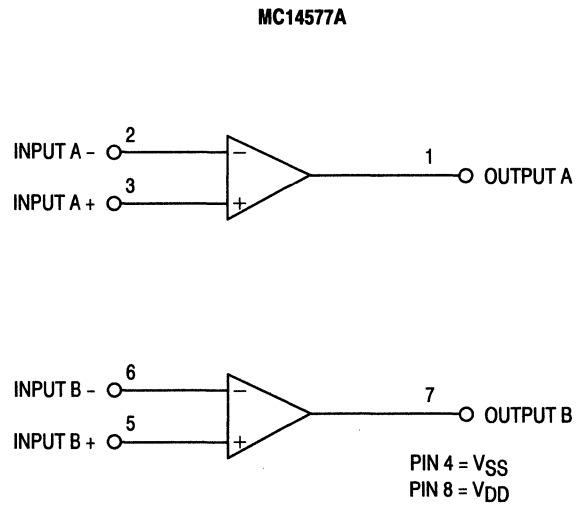 MC14577A
2
INPUT A – −
1
3
OUTPUT A
INPUT A + +
6
INPUT B – −
7
5
OUTPUT B
INPUT B + +
PIN 4 = VSS
PIN 8 = VDD